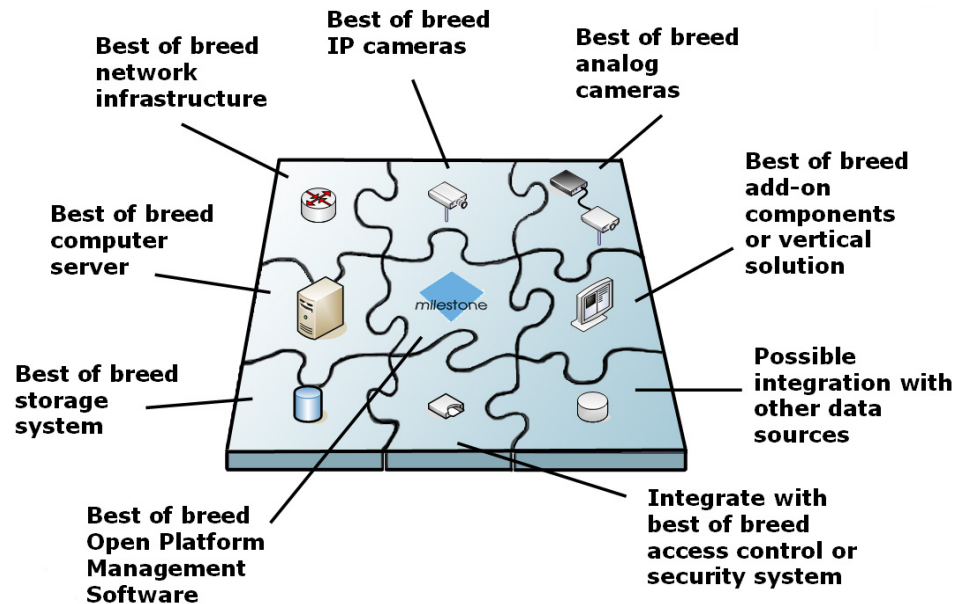 Best of breed
IP cameras
Best of breed
network
infrastructure
Best of breed
analog
cameras
Best of breed
add-on
components
or vertical
solution
Best of breed
computer
server
milestone
Possible
integration with
other data
sources
Best of breed
storage
system
Integrate with
best of breed
access control or
security system
Best of breed
Open Platform
Management
Software